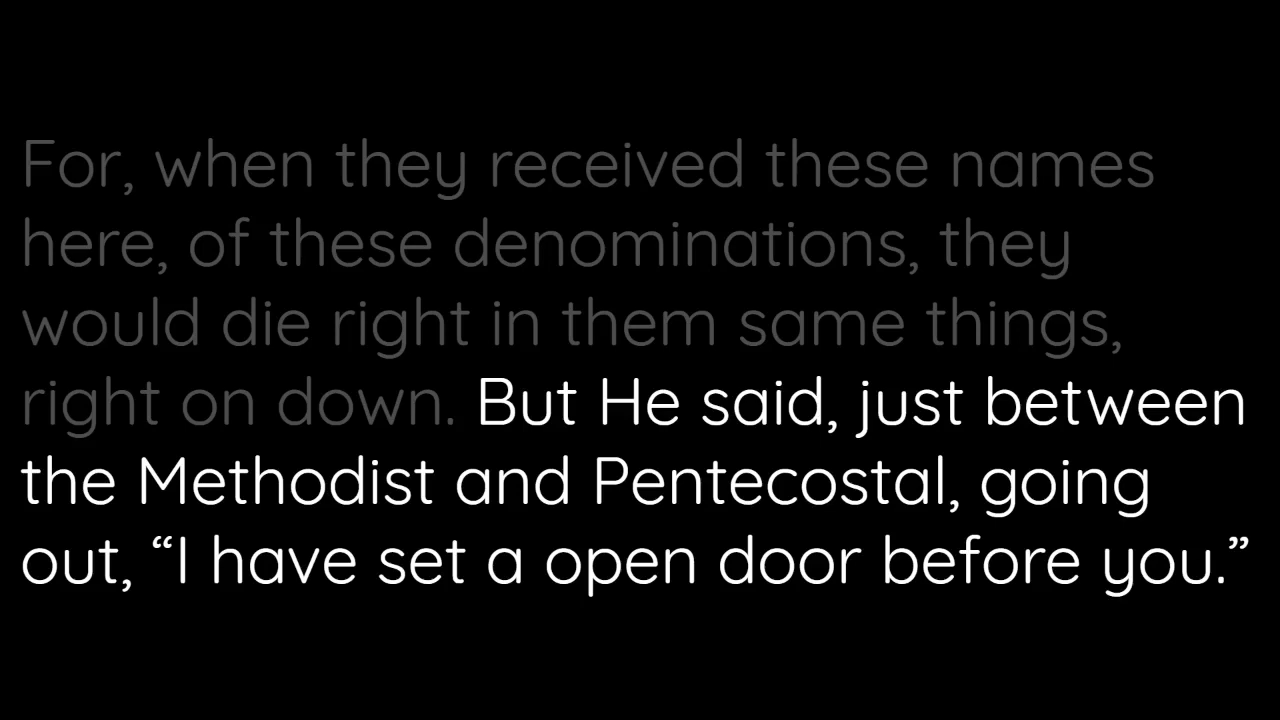 For, when they received these names
here, of these denominations, they
would die right in them same things,
right on down. But He said, just between
the Methodist and Pentecostal, going
out, “I have set a open door before you.”